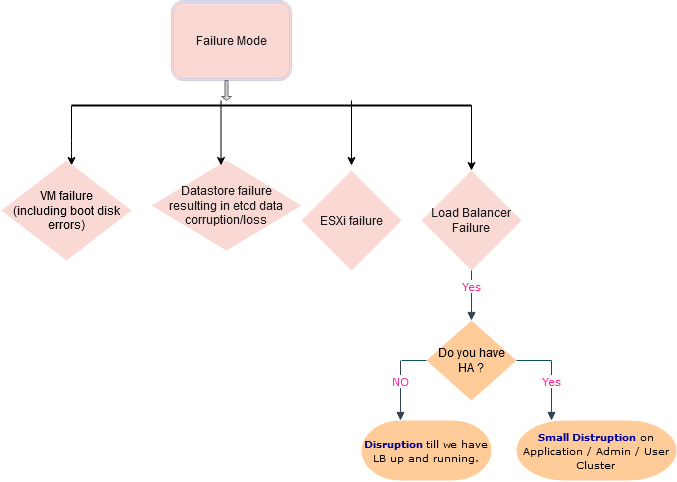 Failure Mode
VM failure
(including boot disk
errors)
Datastore failure
resulting in etcd data
corruption/loss
ESXi failure
Load Balancer
Failure
Yes
Do you have
HA ?
NO
Yes
Disruption till we have
LB up and running.
Small Distruption on
Application / Admin / User
Cluster